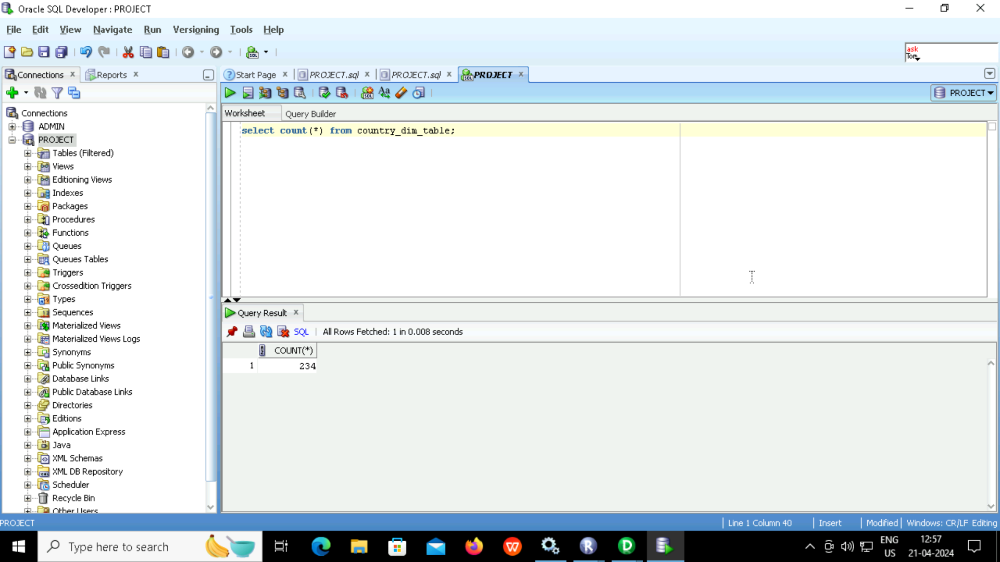 Oracle SQL Developer : PROJECT
File Edit View Navigate Run Versioning Tools Help
ask
Tom
Connections Reports
Start Page PROJECT.sql PROJECT.sql PROJECT
PROJECT
Worksheet Query Builder
select count(*) from country_dim_table;
Connections
ADMIN
PROJECT
Tables (Filtered)
Views
Editioning Views
Indexes
Packages
Procedures
Functions
Queues
Queues Tables
Triggers
Crossedition Triggers
Types
Sequences
Materialized Views
Materialized Views Logs
Synonyms
Public Synonyms
Database Links
Public Database Links
Directories
Editions
Application Express
Java
XML Schemas
XML DB Repository
Scheduler
Recycle Bin
Other Users
Query Result
SQL | All Rows Fetched: 1 in 0.008 seconds
COUNT(*)
1 234
PROJECT
Line 1 Column 40 | Insert | Modified | Windows: CR/LF Editing
Type here to search
ENG
US
12:57
21-04-2024